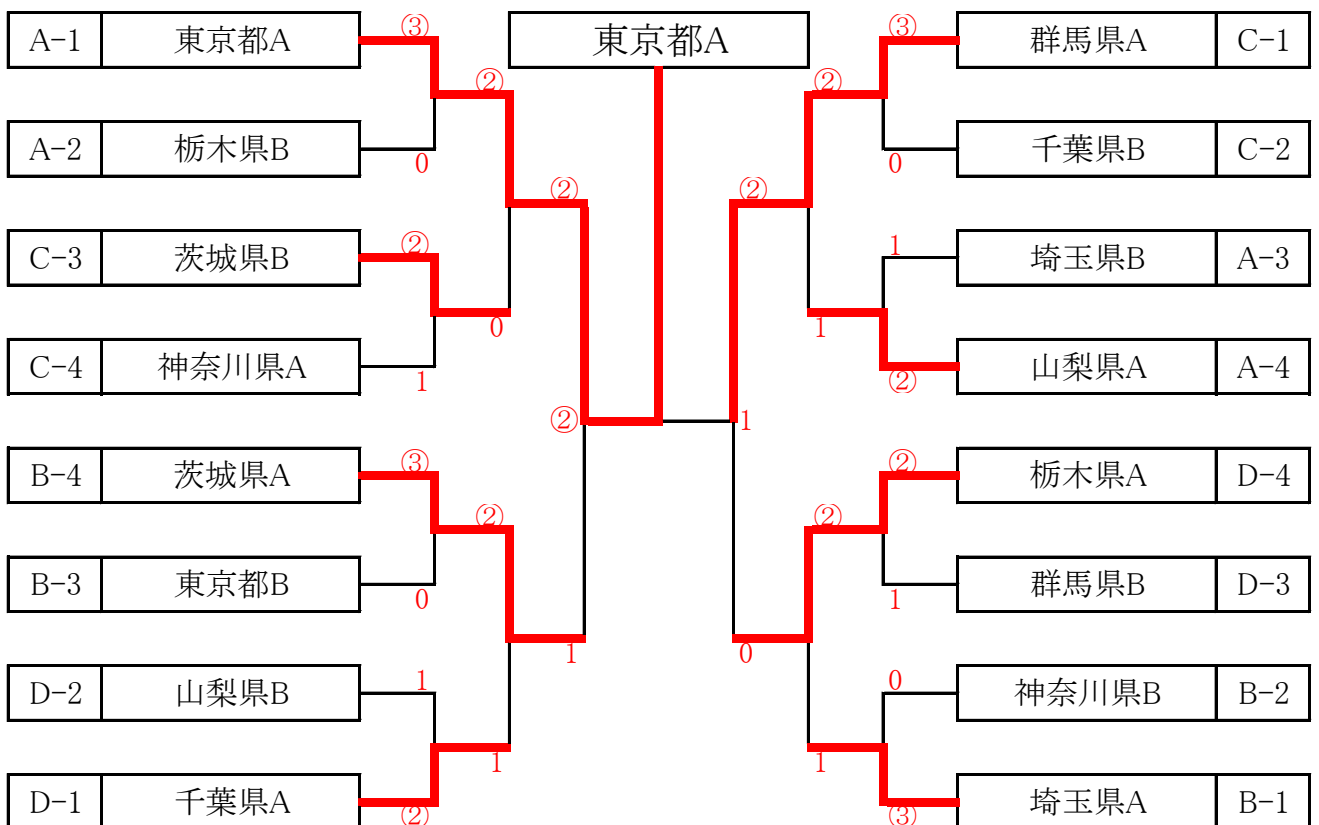 ③ ③
A-1 東京都A 東京都A 群馬県A C-1
② ②
A-2 栃木県B 千葉県B C-2
0 0
② ②
② 1
C-3 茨城県B 埼玉県B A-3
0 1
C-4 神奈川県A 山梨県A A-4
1 ②
② 1
③ ②
B-4 茨城県A 栃木県A D-4
② ②
B-3 東京都B 群馬県B D-3
0 1
1 0
1 0
D-2 山梨県B 神奈川県B B-2
1 1
D-1 千葉県A 埼玉県A B-1
② ③